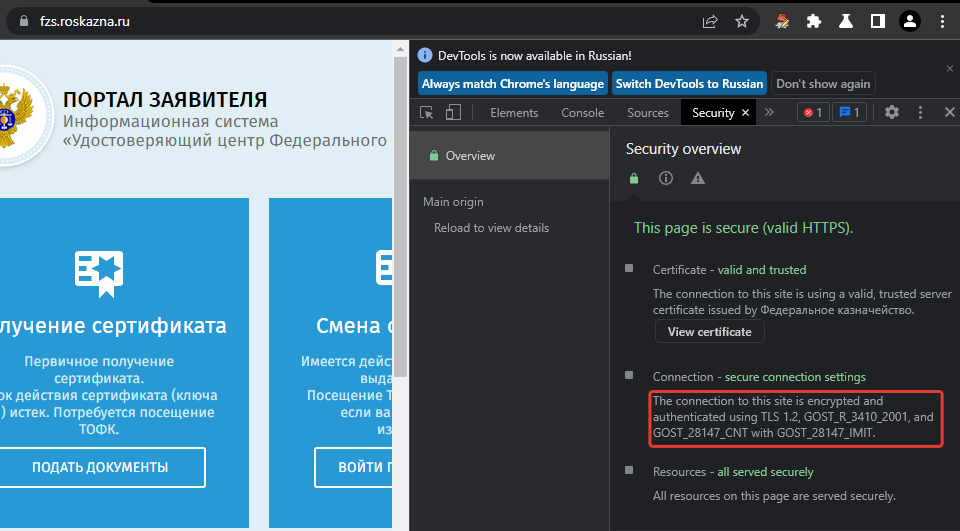 fzs.roskazna.ru
ПОРТАЛ ЗАЯВИТЕЛЯ
Информационная система
«Удостоверяющий центр Федерального
лучение сертификата
Первичное получение
сертификата.
ок действия сертификата (ключа
) истек. Потребуется посещение
ТОФК.
ПОДАТЬ ДОКУМЕНТЫ
Смена с
Имеется дейст
выда
Посещение Т
если ва
из
ВОЙТИ П
DevTools is now available in Russian!
Always match Chrome's language
Switch DevTools to Russian
Don't show again
Elements
Console
Sources
Security
1
1
Overview
Main origin
Reload to view details
Security overview
This page is secure (valid HTTPS).
Certificate - valid and trusted
The connection to this site is using a valid, trusted server
certificate issued by Федеральное казначейство.
View certificate
Connection - secure connection settings
The connection to this site is encrypted and
authenticated using TLS 1.2, GOST_R_3410_2001, and
GOST_28147_CNT with GOST_28147_IMIT.
Resources - all served securely
All resources on this page are served securely.